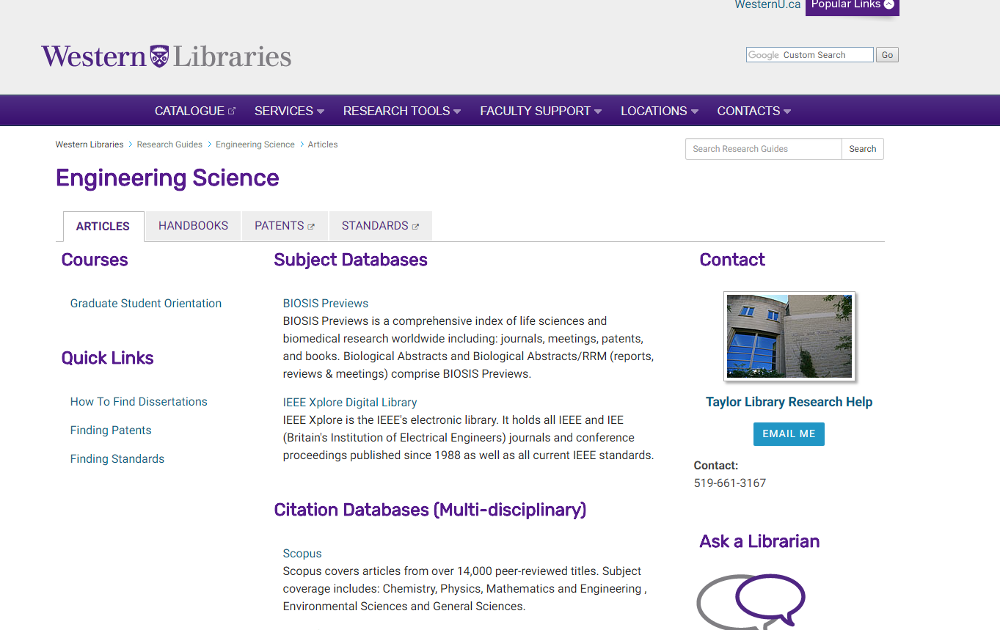 WesternU.ca
Popular Links
Western Libraries
Google Custom Search
Go
CATALOGUE
SERVICES
RESEARCH TOOLS
FACULTY SUPPORT
LOCATIONS
CONTACTS
Western Libraries > Research Guides > Engineering Science > Articles
Search Research Guides
Search
Engineering Science
ARTICLES
HANDBOOKS
PATENTS
STANDARDS
Courses
Graduate Student Orientation
Quick Links
How To Find Dissertations
Finding Patents
Finding Standards
Subject Databases
BIOSIS Previews
BIOSIS Previews is a comprehensive index of life sciences and
biomedical research worldwide including: journals, meetings, patents,
and books. Biological Abstracts and Biological Abstracts/RRM (reports,
reviews & meetings) comprise BIOSIS Previews.
IEEE Xplore Digital Library
IEEE Xplore is the IEEE's electronic library. It holds all IEEE and IEE
(Britain's Institution of Electrical Engineers) journals and conference
proceedings published since 1988 as well as all current IEEE standards.
Citation Databases (Multi-disciplinary)
Scopus
Scopus covers articles from over 14,000 peer-reviewed titles. Subject
coverage includes: Chemistry, Physics, Mathematics and Engineering ,
Environmental Sciences and General Sciences.
Contact
Taylor Library Research Help
EMAIL ME
Contact:
519-661-3167
Ask a Librarian